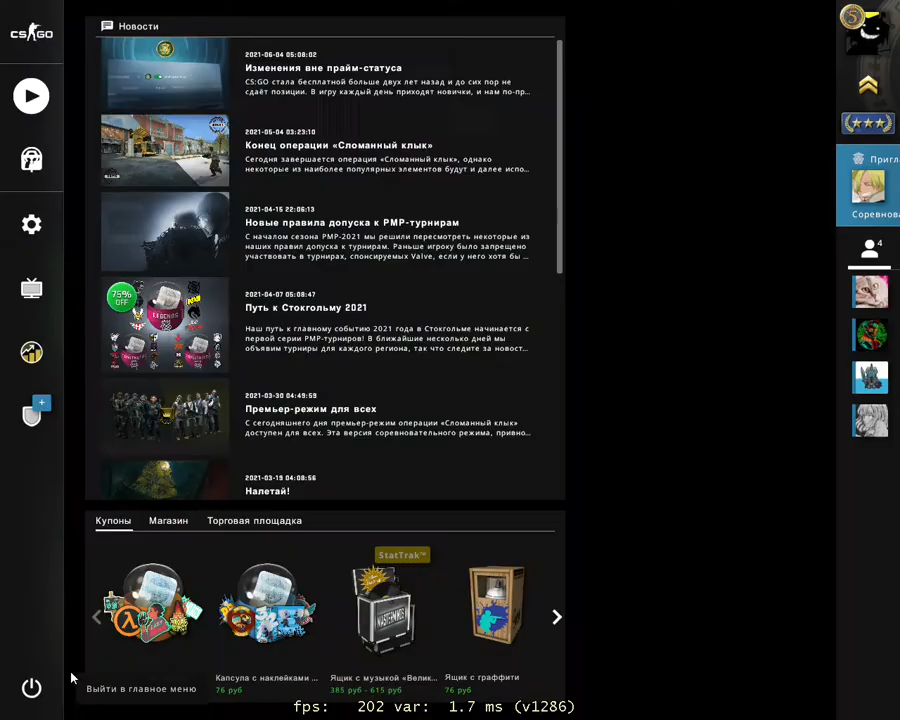 CS:GO
Новости
2021-06-04 05:08:02
Изменения вне прайм-статуса
CS:GO стала бесплатной больше двух лет назад и до сих пор не
сдаёт позиции. В игру каждый день приходят новички, и нам по-пр...
2021-05-04 03:23:10
Конец операции «Сломанный клык»
Сегодня завершается операция «Сломанный клык», однако
некоторые из наиболее популярных элементов будут и далее испо...
2021-04-15 22:06:13
Новые правила допуска к РМР-турнирам
С началом сезона РМР-2021 мы решили пересмотреть некоторые из
наших правил допуска к турнирам. Раньше игроку было запрещено
участвовать в турнирах, спонсируемых Valve, если у него хотя бы ...
75%
OFF
LEGENDS
2021-04-07 05:08:47
Путь к Стокгольму 2021
Наш путь к главному событию 2021 года в Стокгольме начинается с
первой серии РМР-турниров! В ближайшие несколько дней мы
объявим турниры для каждого региона, так что следите за новост...
2021-03-30 04:49:59
Премьер-режим для всех
С сегодняшнего дня премьер-режим операции «Сломанный клык»
доступен для всех. Эта версия соревновательного режима, привно...
2021-03-19 04:08:56
Налетай!
Купоны
Магазин
Торговая площадка
StatTrak™
MASTERMINDS
Капсула с наклейками ...
76 руб
Ящик с музыкой «Велик...
385 руб - 615 руб
Ящик с граффити
76 руб
Выйти в главное меню
5
Пригла
Соревнова
4
fps: 202 var: 1.7 ms (v1286)